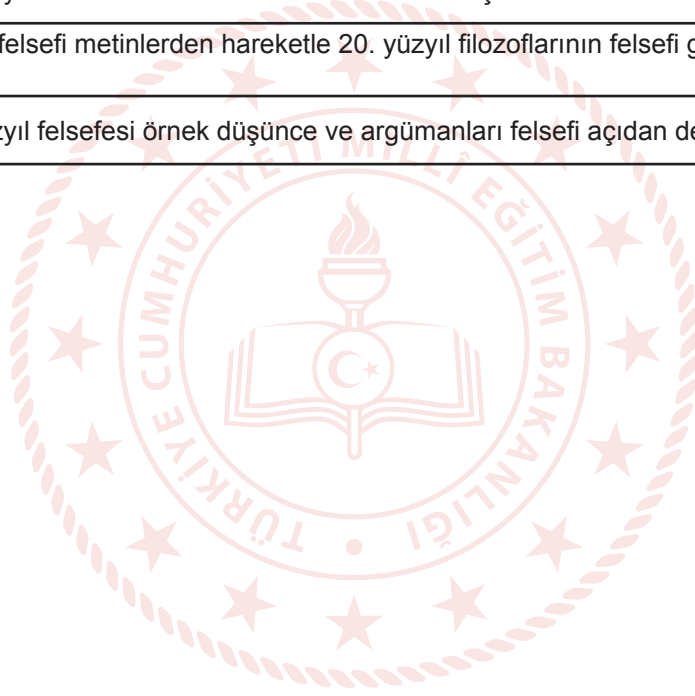 felsefi metinlerden hareketle 20. yüzyıl filozoflarının felsefi
zyıl felsefesi örnek düşünce ve argümanları felsefi açıdan
TÜRKİYE CUMHURİYETİ MİLLÎ EĞİTİM BAKANLIĞI